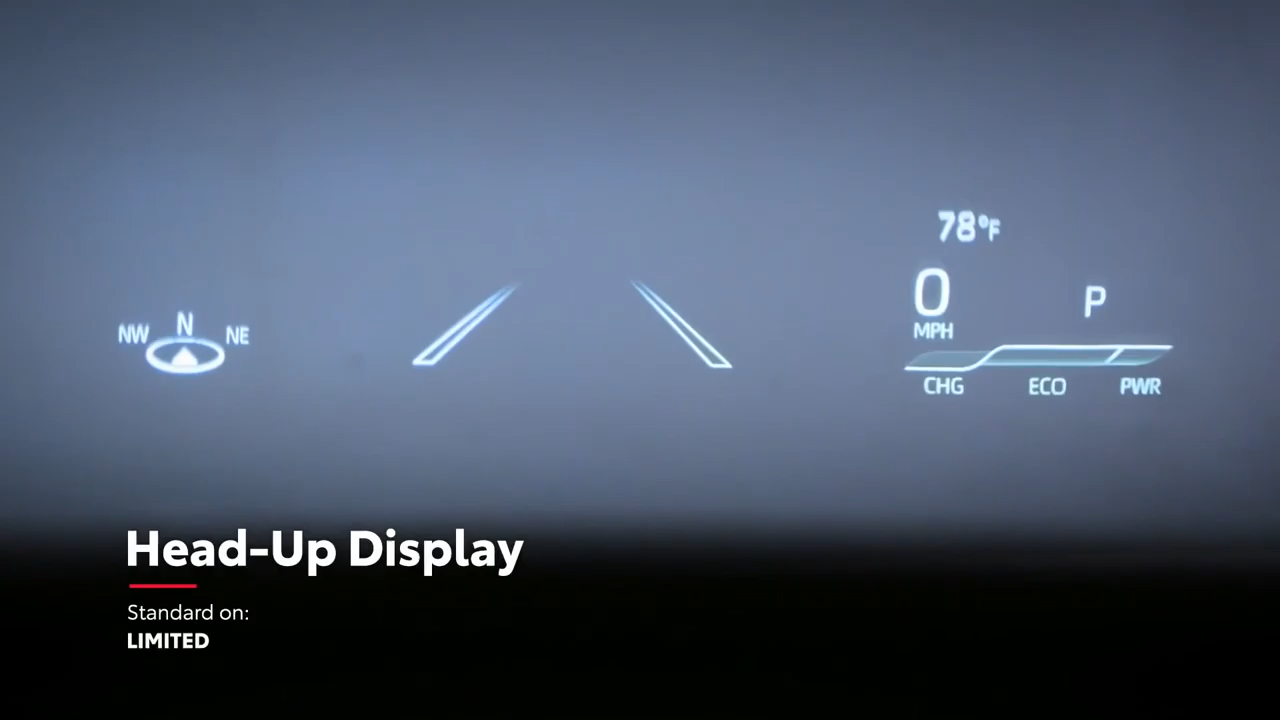 78°F
0
P
MPH
NW N NE
CHG ECO PWR
Head-Up Display
Standard on:
LIMITED